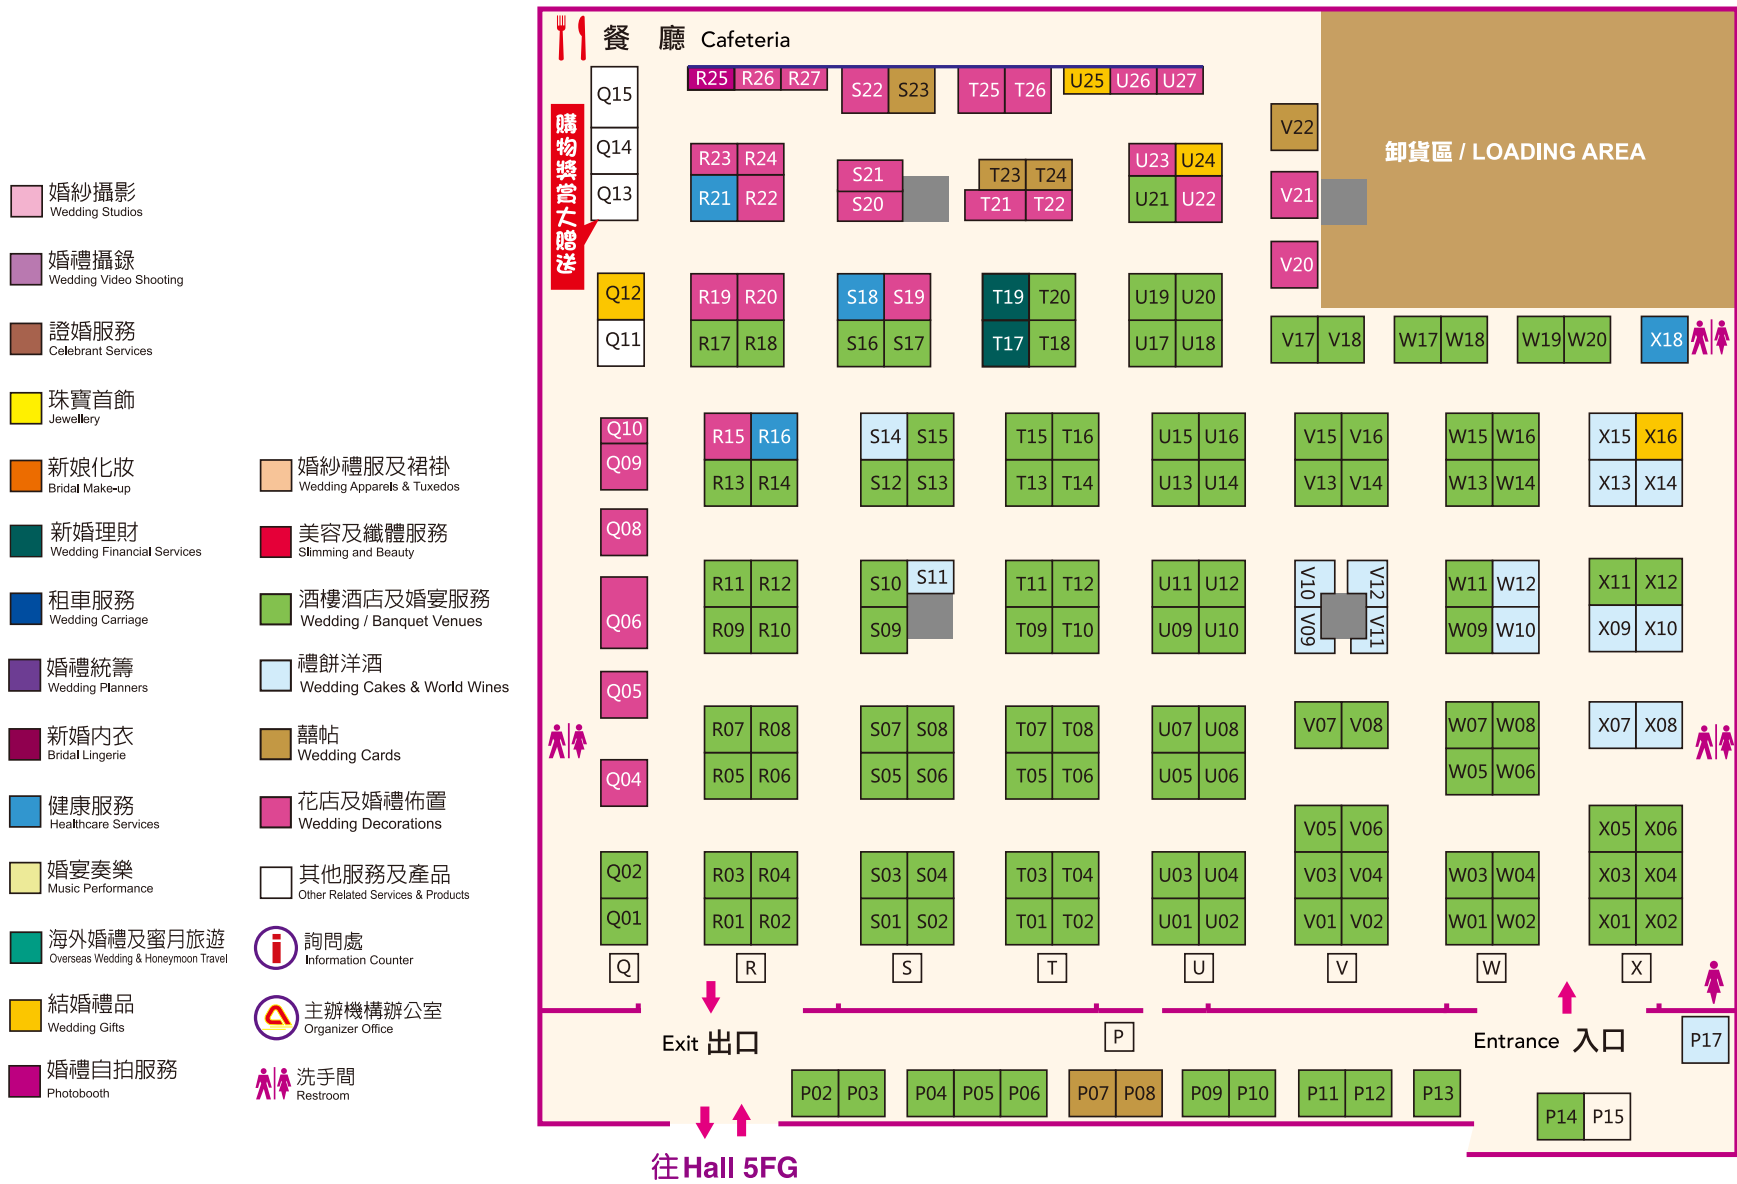 餐 廳 Cafeteria
購物獎賞大贈送
卸貨區 / LOADING AREA
婚紗攝影
Wedding Studios
婚禮攝錄
Wedding Video Shooting
證婚服務
Celebrant Services
珠寶首飾
Jewellery
新娘化妝
Bridal Make-up
新婚理財
Wedding Financial Services
租車服務
Wedding Carriage
婚禮統籌
Wedding Planners
新婚內衣
Bridal Lingerie
健康服務
Healthcare Services
婚宴奏樂
Music Performance
海外婚禮及蜜月旅遊
Overseas Wedding & Honeymoon Travel
結婚禮品
Wedding Gifts
婚禮自拍服務
Photobooth
婚紗禮服及裙褂
Wedding Apparels & Tuxedos
美容及纖體服務
Slimming and Beauty
酒樓酒店及婚宴服務
Wedding / Banquet Venues
禮餅洋酒
Wedding Cakes & World Wines
囍帖
Wedding Cards
花店及婚禮佈置
Wedding Decorations
其他服務及產品
Other Related Services & Products
i
詢問處
Information Counter
主辦機構辦公室
Organizer Office
洗手間
Restroom
Q15
Q14
Q13
Q12
Q11
Q10
Q09
Q08
Q06
Q05
Q04
Q02
Q01
R25 R26 R27
R23 R24
R21 R22
R19 R20
R17 R18
R15 R16
R13 R14
R11 R12
R09 R10
R07 R08
R05 R06
R03 R04
R01 R02
S22 S23
S21
S20
S18 S19
S16 S17
S14 S15
S12 S13
S10 S11
S09
S07 S08
S05 S06
S03 S04
S01 S02
T25 T26
T23 T24
T21 T22
T19 T20
T17 T18
T15 T16
T13 T14
T11 T12
T09 T10
T07 T08
T05 T06
T03 T04
T01 T02
U25 U26 U27
U23 U24
U21 U22
U19 U20
U17 U18
U15 U16
U13 U14
U11 U12
U09 U10
U07 U08
U05 U06
U03 U04
U01 U02
V22
V21
V20
V17 V18
V15 V16
V13 V14
V10 V12
V09 V11
V07 V08
V05 V06
V03 V04
V01 V02
W17 W18
W19 W20
W15 W16
W13 W14
W11 W12
W09 W10
W07 W08
W05 W06
W03 W04
W01 W02
X18
X15 X16
X13 X14
X11 X12
X09 X10
X07 X08
X05 X06
X03 X04
X01 X02
Q R S T U V W X
Exit 出口
P
Entrance 入口
P17
P02 P03 P04 P05 P06 P07 P08 P09 P10 P11 P12 P13
P14 P15
往 Hall 5FG